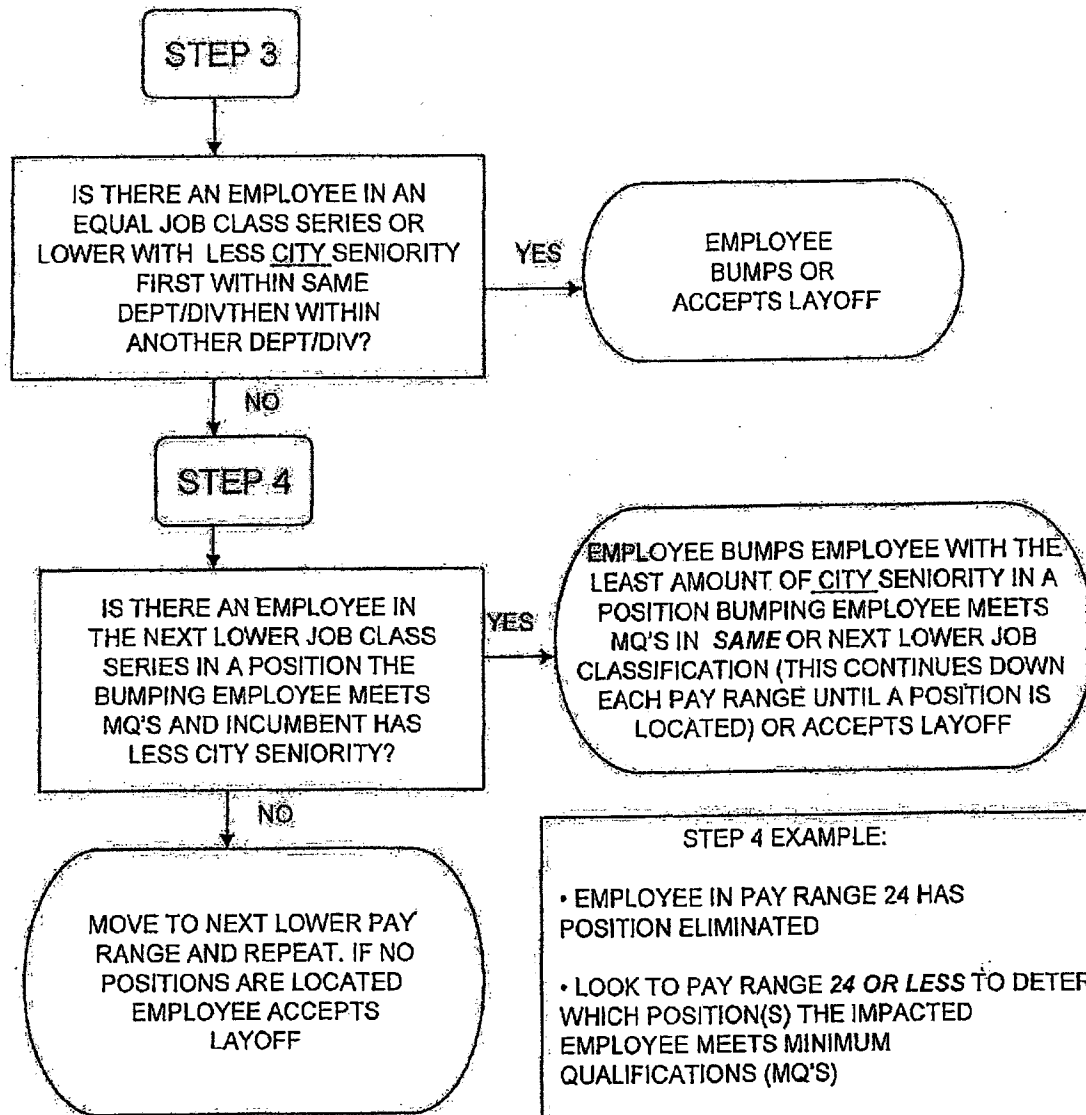 STEP 3
IS THERE AN EMPLOYEE IN AN
EQUAL JOB CLASS SERIES OR
LOWER WITH LESS CITY SENIORITY
FIRST WITHIN SAME
DEPT/DIVTHEN WITHIN
ANOTHER DEPT/DIV?
YES
EMPLOYEE
BUMPS OR
ACCEPTS LAYOFF
NO
STEP 4
IS THERE AN EMPLOYEE IN
THE NEXT LOWER JOB CLASS
SERIES IN A POSITION THE
BUMPING EMPLOYEE MEETS
MQ'S AND INCUMBENT HAS
LESS CITY SENIORITY?
YES
EMPLOYEE BUMPS EMPLOYEE WITH THE
LEAST AMOUNT OF CITY SENIORITY IN A
POSITION BUMPING EMPLOYEE MEETS
MQ'S IN SAME OR NEXT LOWER JOB
CLASSIFICATION (THIS CONTINUES DOWN
EACH PAY RANGE UNTIL A POSITION IS
LOCATED) OR ACCEPTS LAYOFF
NO
MOVE TO NEXT LOWER PAY
RANGE AND REPEAT. IF NO
POSITIONS ARE LOCATED
EMPLOYEE ACCEPTS
LAYOFF
STEP 4 EXAMPLE:
• EMPLOYEE IN PAY RANGE 24 HAS
POSITION ELIMINATED
• LOOK TO PAY RANGE 24 OR LESS TO DETER
WHICH POSITION(S) THE IMPACTED
EMPLOYEE MEETS MINIMUM
QUALIFICATIONS (MQ'S)